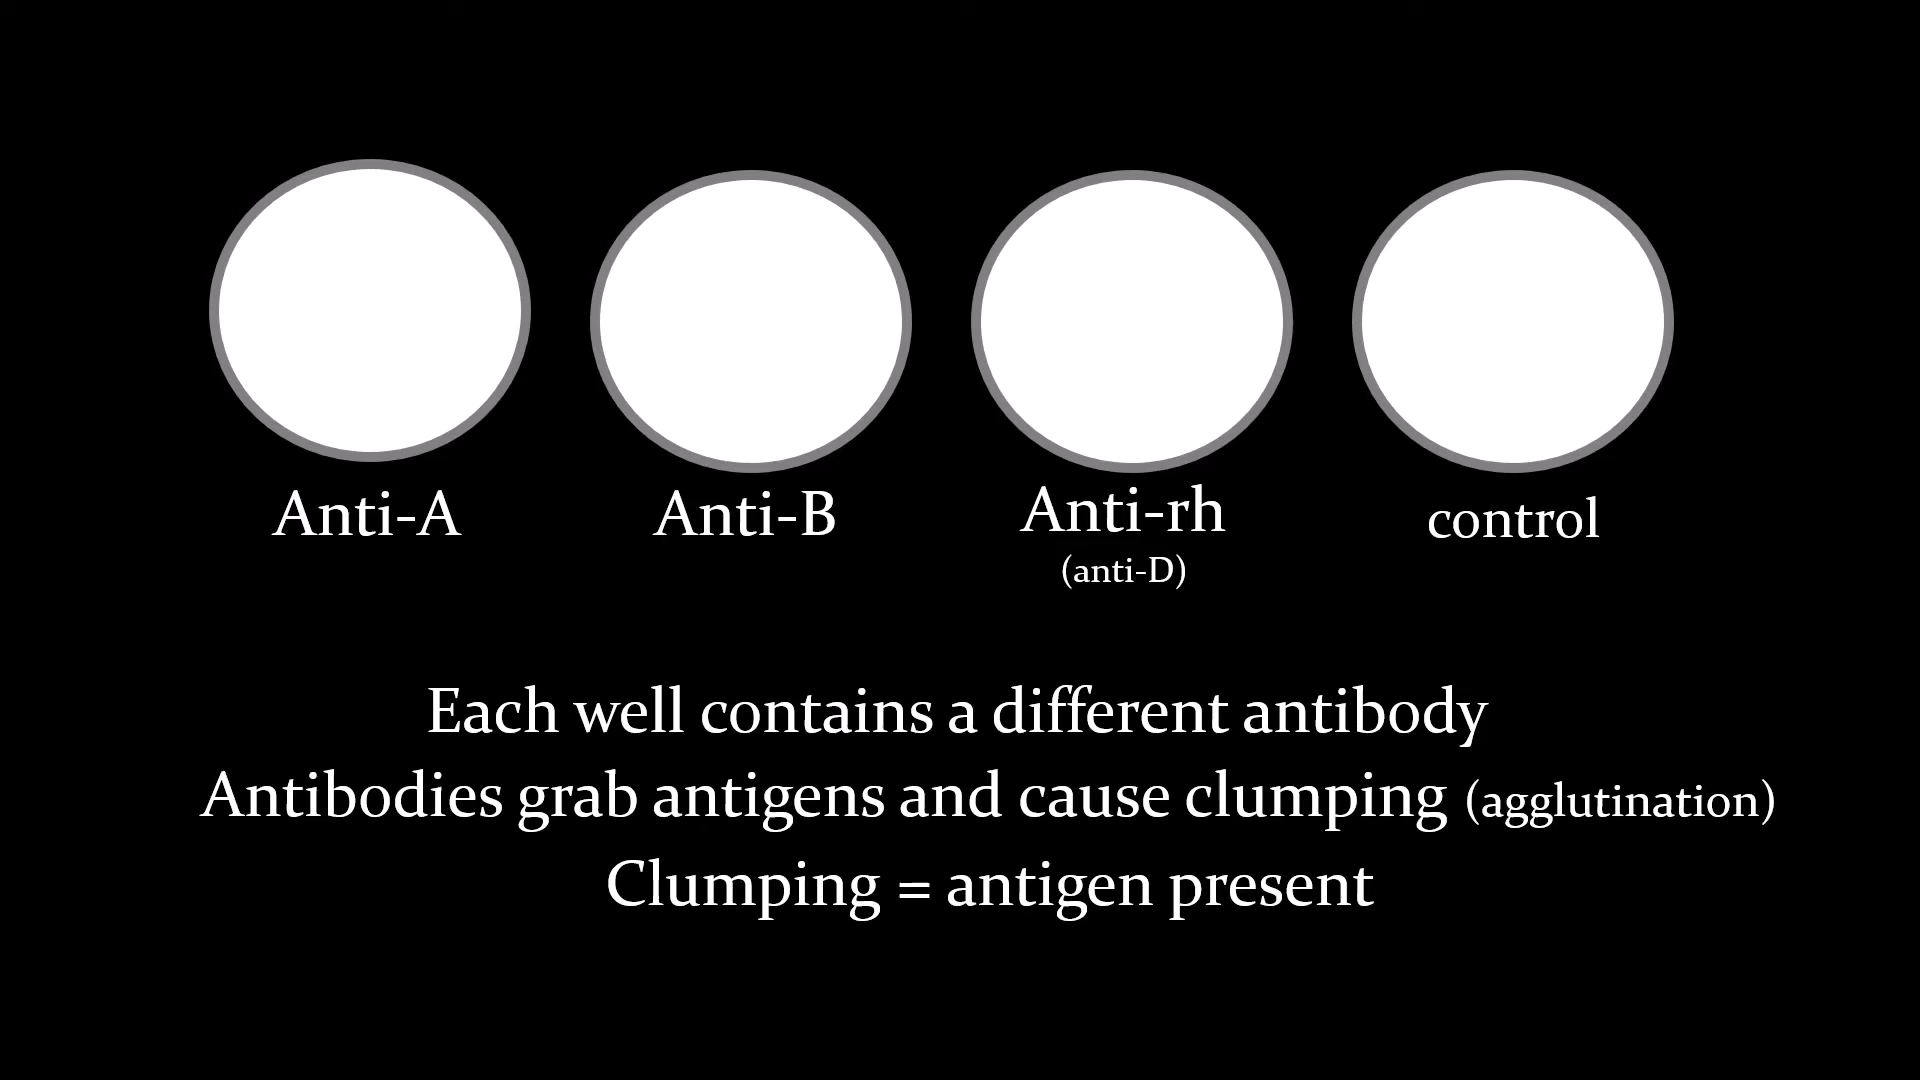 Anti-A
Anti-B
Anti-rh
(anti-D)
control
Each well contains a different antibody
Antibodies grab antigens and cause clumping (agglutination)
Clumping = antigen present